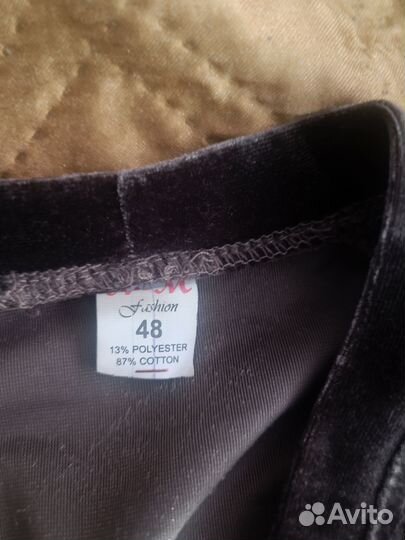 Fashion
48
13% POLYESTER
87% COTTON
Avito